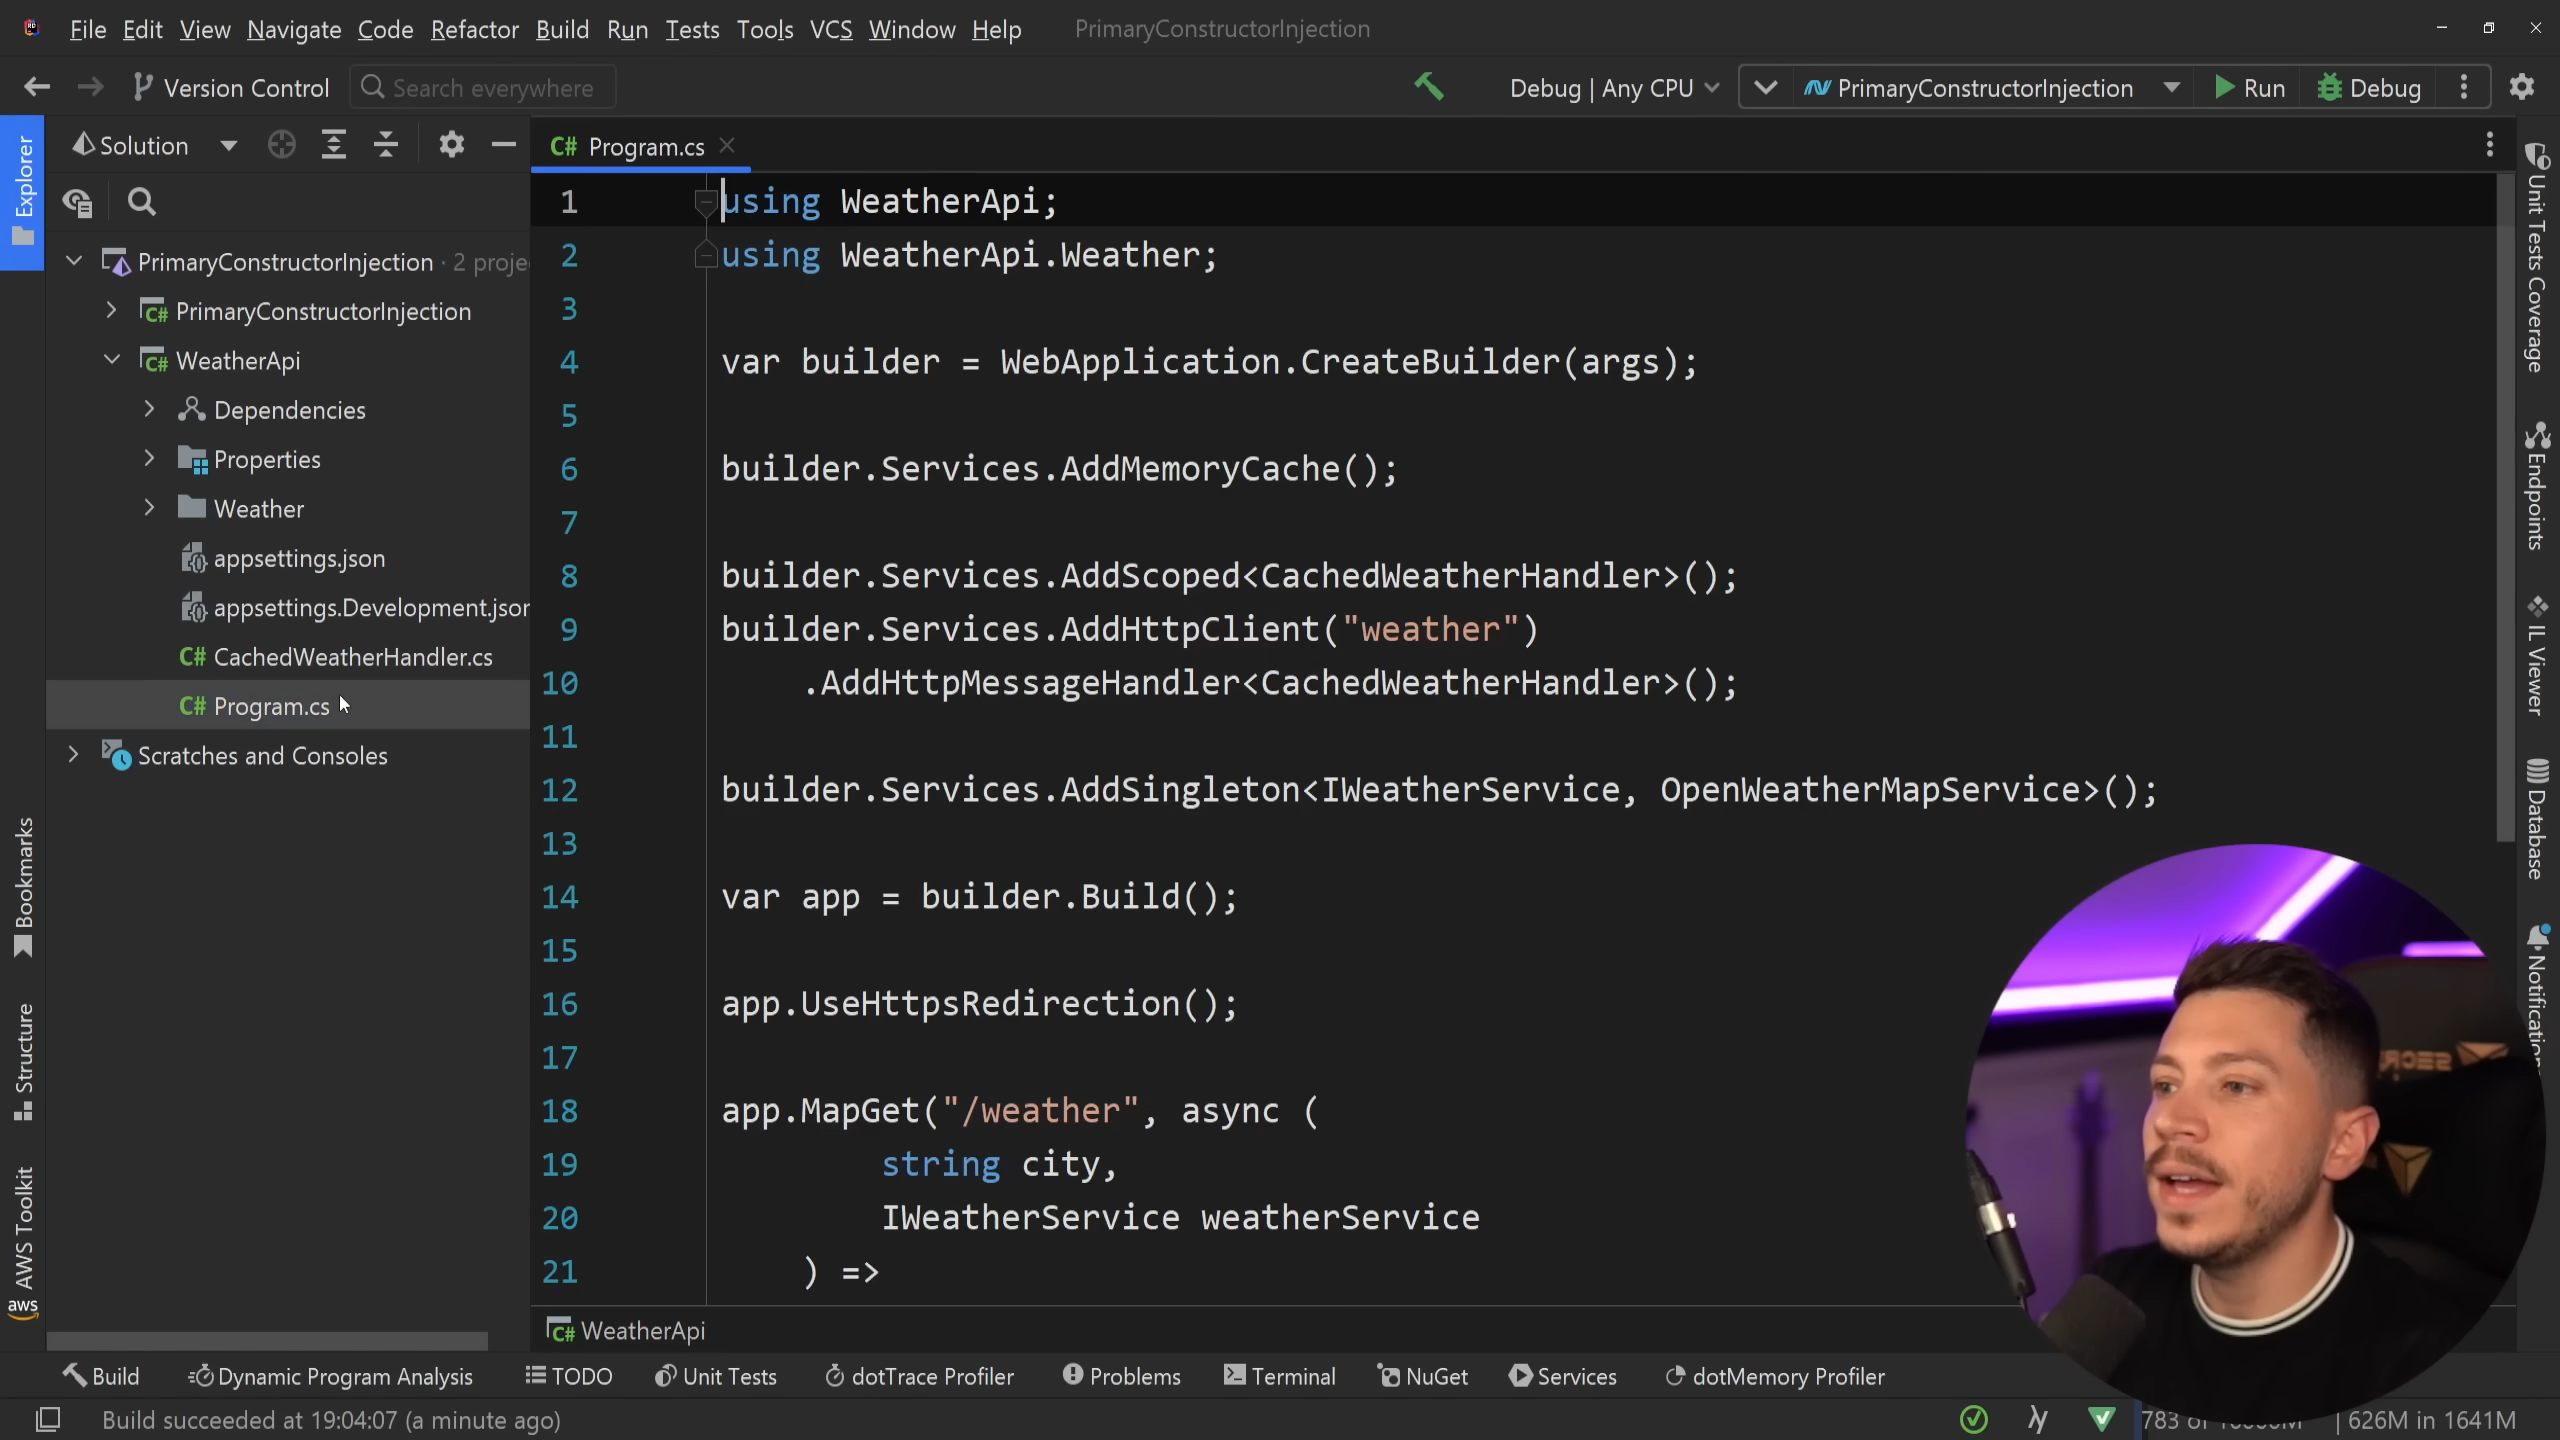 File Edit View Navigate Code Refactor Build Run Tests Tools VCS Window Help PrimaryConstructorInjection
Version Control Search everywhere Debug | Any CPU PrimaryConstructorInjection Run Debug
Explorer
Solution
C# Program.cs
PrimaryConstructorInjection · 2 proje
C# PrimaryConstructorInjection
C# WeatherApi
Dependencies
Properties
Weather
appsettings.json
appsettings.Development.json
C# CachedWeatherHandler.cs
C# Program.cs
Scratches and Consoles
1 using WeatherApi;
2 using WeatherApi.Weather;
3
4 var builder = WebApplication.CreateBuilder(args);
5
6 builder.Services.AddMemoryCache();
7
8 builder.Services.AddScoped<CachedWeatherHandler>();
9 builder.Services.AddHttpClient("weather")
10 .AddHttpMessageHandler<CachedWeatherHandler>();
11
12 builder.Services.AddSingleton<IWeatherService, OpenWeatherMapService>();
13
14 var app = builder.Build();
15
16 app.UseHttpsRedirection();
17
18 app.MapGet("/weather", async (
19 string city,
20 IWeatherService weatherService
21 ) =>
Unit Tests Coverage
Endpoints
IL Viewer
Database
Notification
Bookmarks
Structure
AWS Toolkit
aws
C# WeatherApi
Build Dynamic Program Analysis TODO Unit Tests dotTrace Profiler Problems Terminal NuGet Services dotMemory Profiler
Build succeeded at 19:04:07 (a minute ago)
783 of | 626M in 1641M